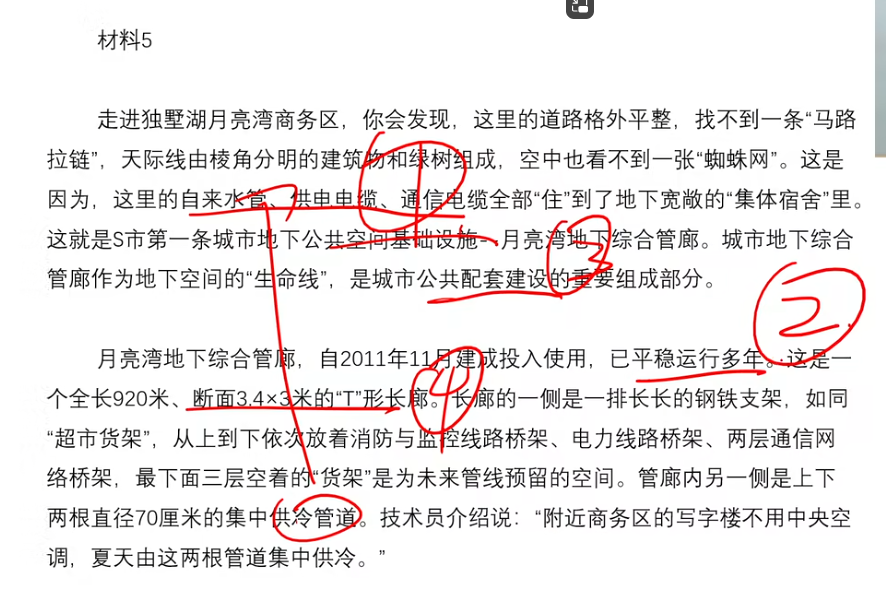 材料5
走进独墅湖月亮湾商务区，你会发现，这里的道路格外平整，找不到一条“马路
拉链”，天际线由棱角分明的建筑物和绿树组成，空中也看不到一张“蜘蛛网”。这是
因为，这里的自来水管、供电电缆、通信电缆全部“住”到了地下宽敞的“集体宿舍”里。
这就是S市第一条城市地下公共空间基础设施--月亮湾地下综合管廊。城市地下综合
管廊作为地下空间的“生命线”，是城市公共配套建设的重要组成部分。
月亮湾地下综合管廊，自2011年11月建成投入使用，已平稳运行多年。这是一
个全长920米、断面3.4×3米的“T”形长廊。长廊的一侧是一排长长的钢铁支架，如同
“超市货架”，从上到下依次放着消防与监控线路桥架、电力线路桥架、两层通信网
络桥架，最下面三层空着的“货架”是为未来管线预留的空间。管廊内另一侧是上下
两根直径70厘米的集中供冷管道。技术员介绍说：“附近商务区的写字楼不用中央空
调，夏天由这两根管道集中供冷。”
①
③
②
④